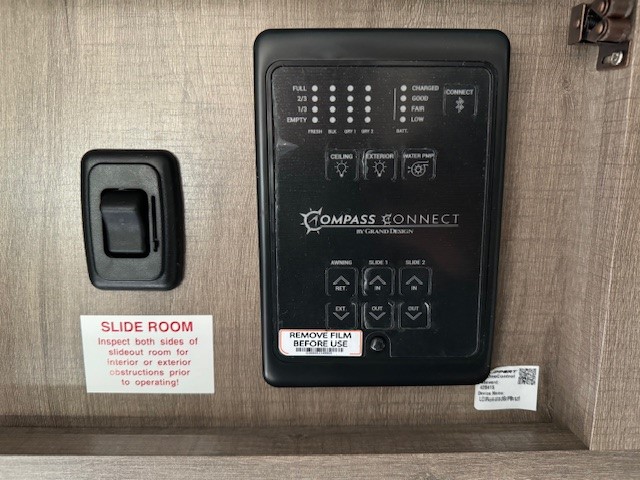 FULL
2/3
1/3
EMPTY
FRESH BLK GRY 1 GRY 2
CHARGED
GOOD
FAIR
LOW
BATT.
CONNECT
CEILING EXTERIOR WATER PMP
COMPASS CONNECT
BY GRAND DESIGN
AWNING SLIDE 1 SLIDE 2
RET. IN IN
EXT. OUT OUT
REMOVE FILM
BEFORE USE
SLIDE ROOM
Inspect both sides of
slideout room for
interior or exterior
obstructions prior
to operating!
Device Name: